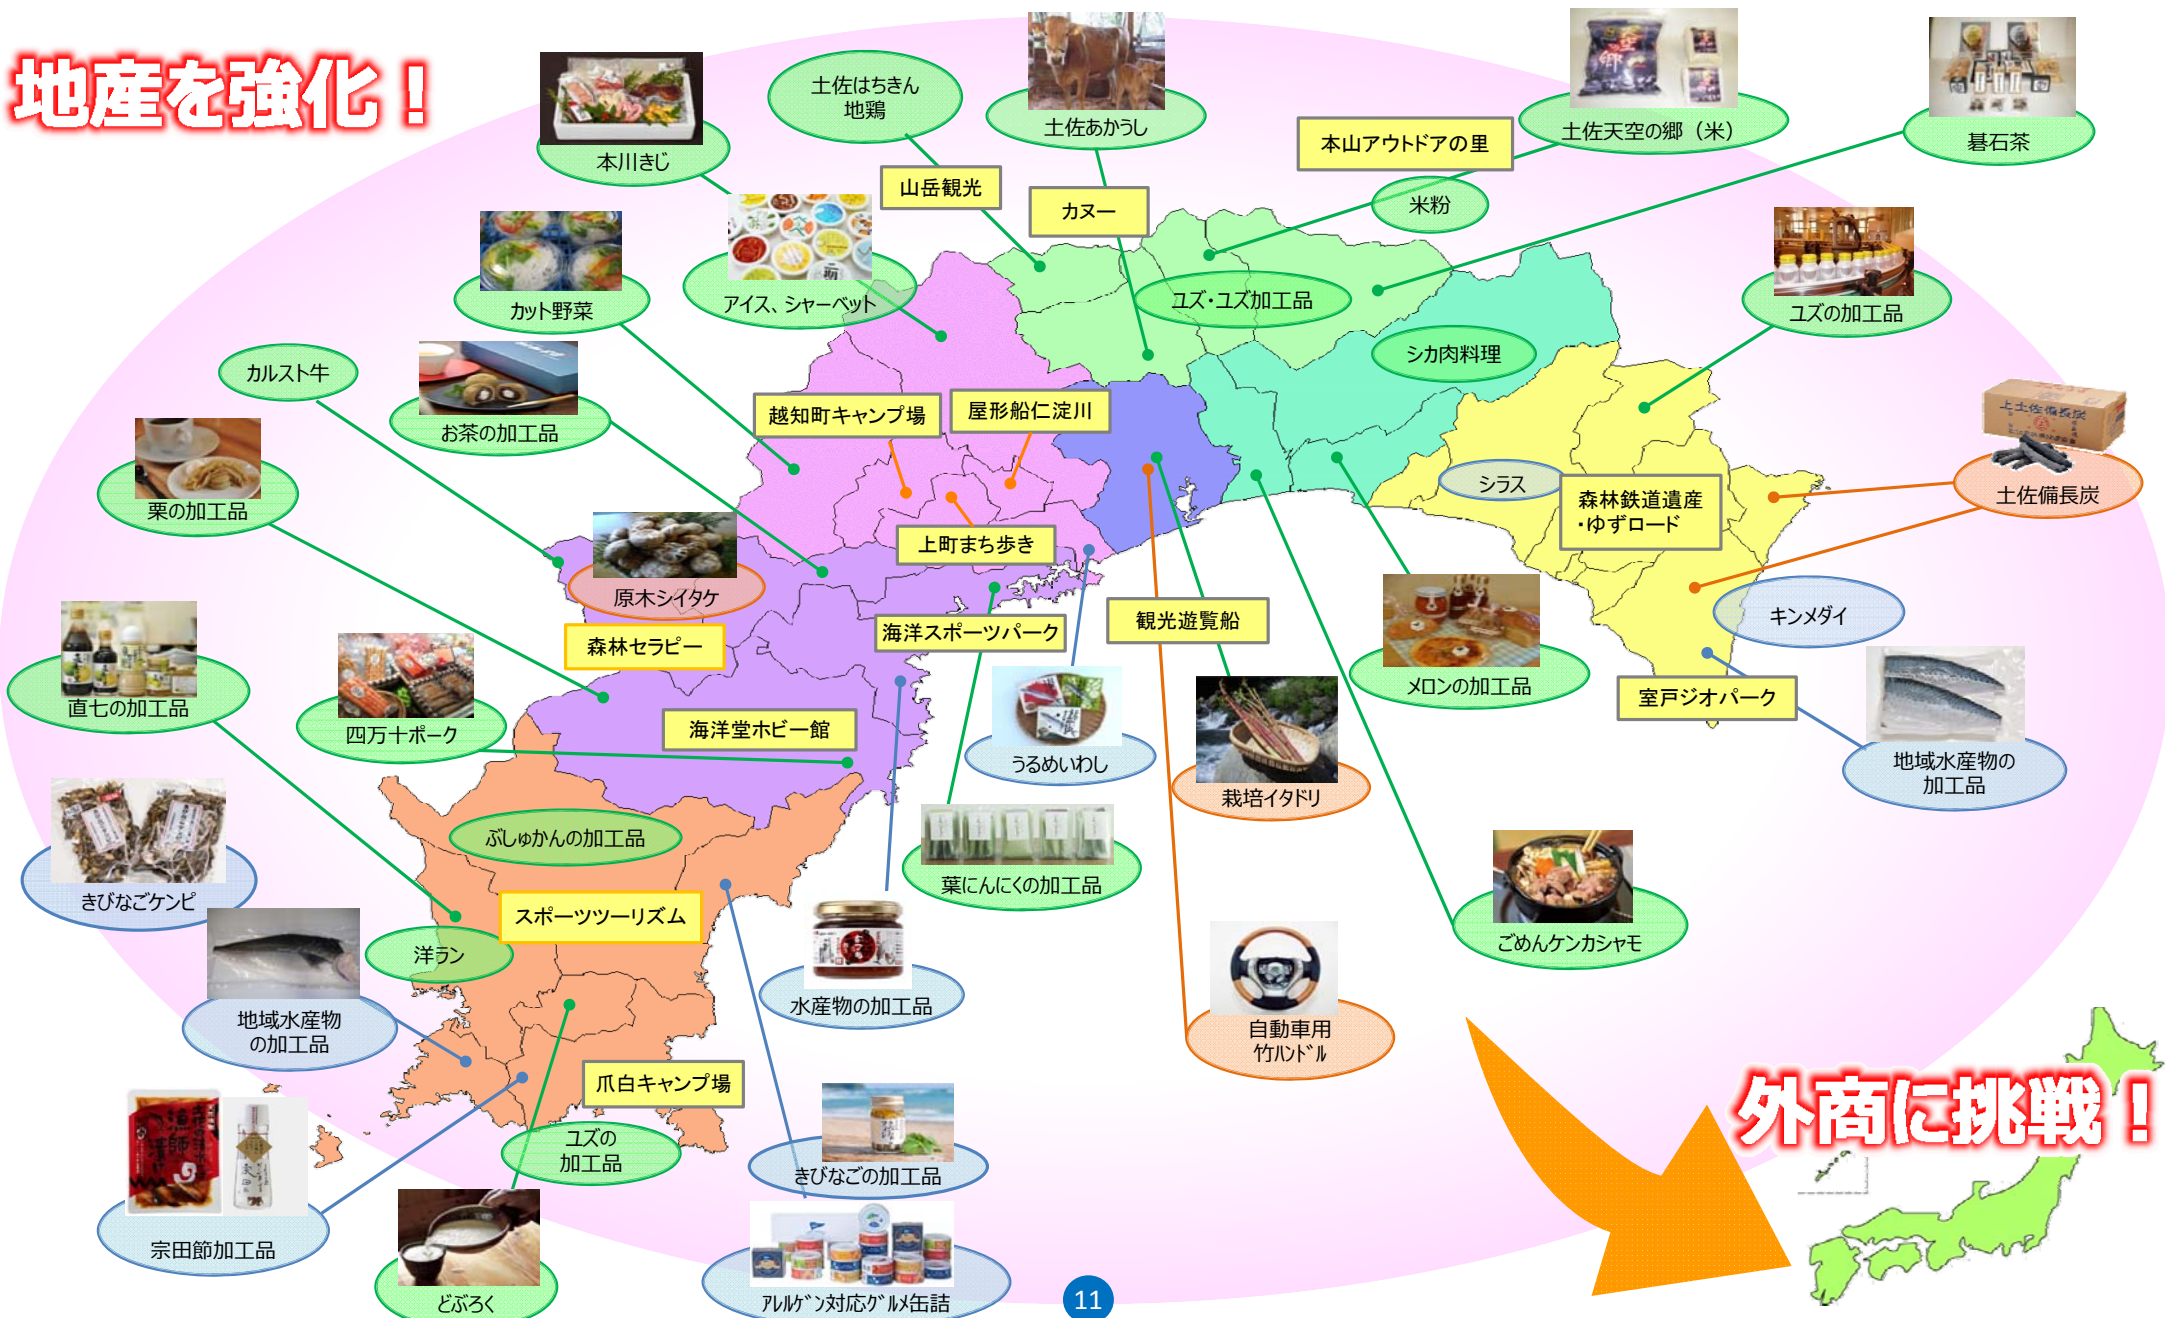 地産を強化！
本川きじ
土佐はちきん
地鶏
土佐あかうし
土佐天空の郷（米）
碁石茶
本山アウトドアの里
山岳観光
カヌー
米粉
カット野菜
アイス、シャーベット
ユズ・ユズ加工品
ユズの加工品
シカ肉料理
カルスト牛
お茶の加工品
越知町キャンプ場
屋形船仁淀川
栗の加工品
シラス
森林鉄道遺産
・ゆずロード
上土佐備長炭
土佐備長炭
上町まち歩き
原木シイタケ
森林セラピー
海洋スポーツパーク
観光遊覧船
キンメダイ
直七の加工品
四万十ポーク
海洋堂ホビー館
うるめいわし
栽培イタドリ
メロンの加工品
室戸ジオパーク
地域水産物の
加工品
ぶしゅかんの加工品
きびなごケンピ
スポーツツーリズム
葉にんにくの加工品
洋ラン
ごめんケンカシャモ
地域水産物
の加工品
水産物の加工品
自動車用
竹ﾊﾝﾄﾞﾙ
爪白キャンプ場
外商に挑戦！
漁師
ユズの
加工品
きびなごの加工品
宗田節加工品
どぶろく
ｱﾚﾙｹﾞﾝ対応ｸﾞﾙﾒ缶詰
11